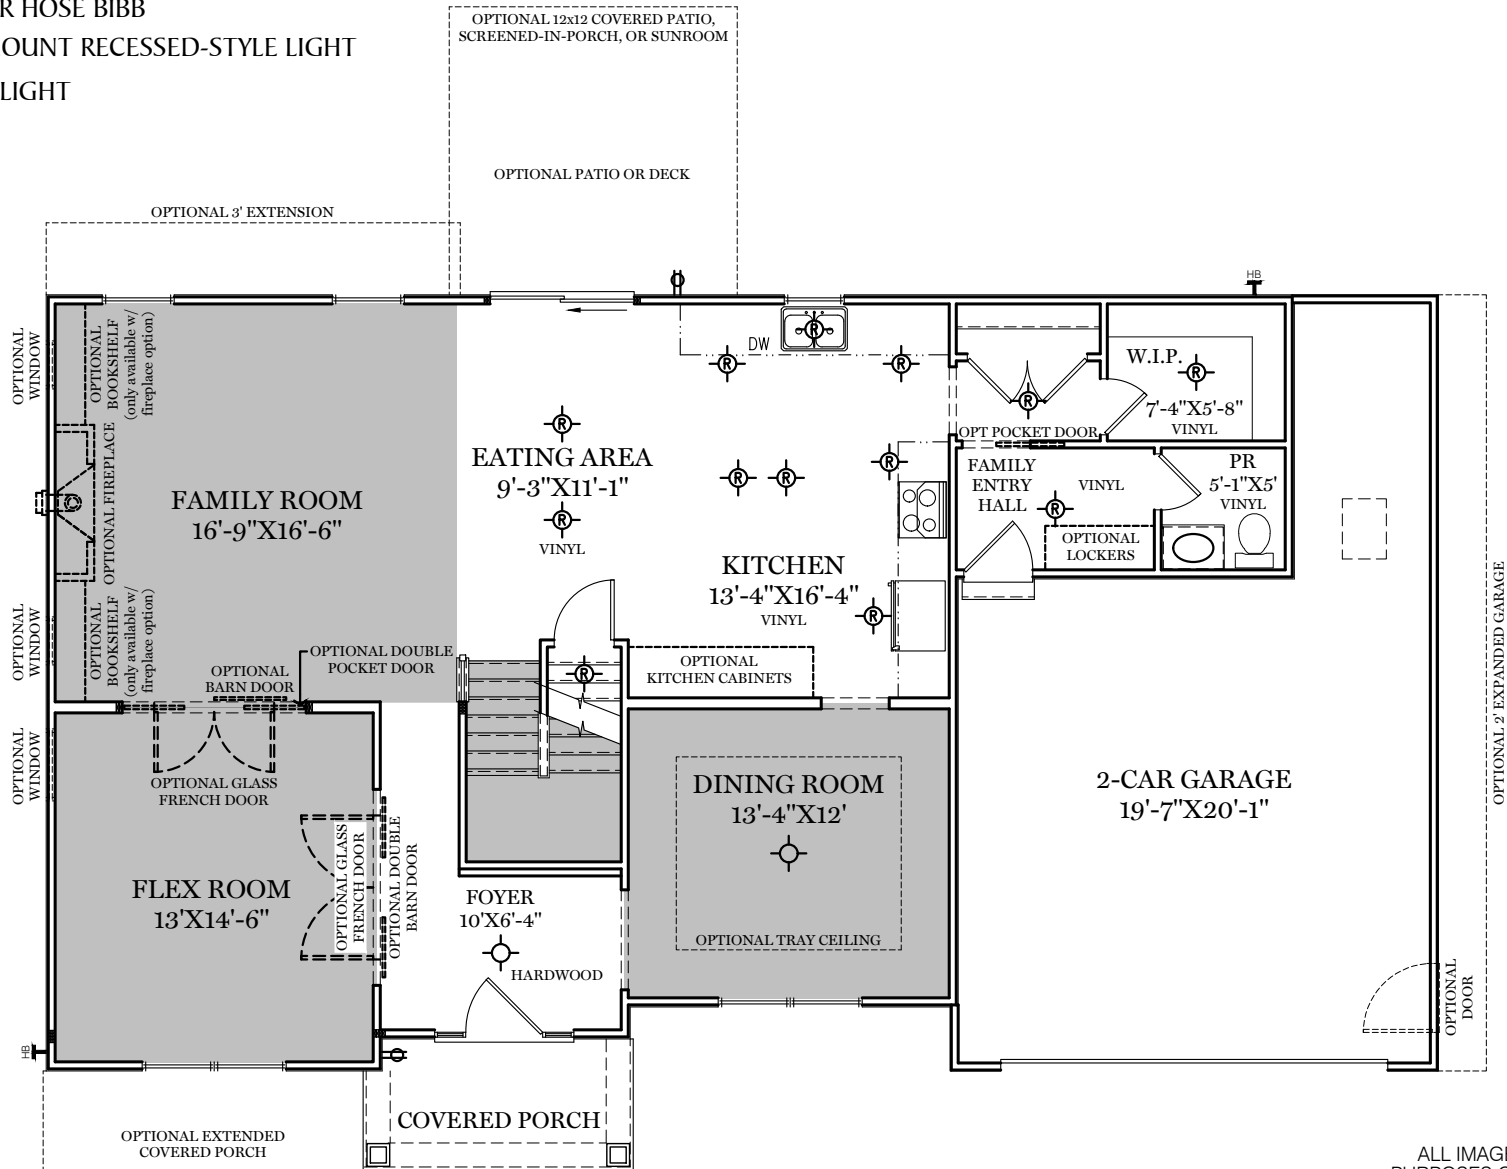 R HOSE BIBB
OUNT RECESSED-STYLE LIGHT
LIGHT
OPTIONAL 12x12 COVERED PATIO,
SCREENED-IN-PORCH, OR SUNROOM
OPTIONAL PATIO OR DECK
OPTIONAL 3' EXTENSION
HB
OPTIONAL
WINDOW
OPTIONAL
BOOKSHELF
(only available w/
fireplace option)
OPTIONAL FIREPLACE
FAMILY ROOM
16'-9"X16'-6"
OPTIONAL
WINDOW
OPTIONAL
BOOKSHELF
(only available w/
fireplace option)
OPTIONAL
BARN DOOR
OPTIONAL DOUBLE
POCKET DOOR
R
EATING AREA
9'-3"X11'-1"
R
VINYL
R
DW
R
R
R
R
R
R
KITCHEN
13'-4"X16'-4"
VINYL
R
OPTIONAL
KITCHEN CABINETS
R
OPT POCKET DOOR
W.I.P.
R
7'-4"X5'-8"
VINYL
FAMILY
ENTRY
HALL
VINYL
R
OPTIONAL
LOCKERS
PR
5'-1"X5'
VINYL
OPTIONAL 2' EXPANDED GARAGE
OPTIONAL
WINDOW
OPTIONAL GLASS
FRENCH DOOR
FLEX ROOM
13'X14'-6"
OPTIONAL GLASS
FRENCH DOOR
OPTIONAL DOUBLE
BARN DOOR
FOYER
10'X6'-4"
HARDWOOD
DINING ROOM
13'-4"X12'
OPTIONAL TRAY CEILING
2-CAR GARAGE
19'-7"X20'-1"
OPTIONAL
DOOR
HB
COVERED PORCH
OPTIONAL EXTENDED
COVERED PORCH
ALL IMAG